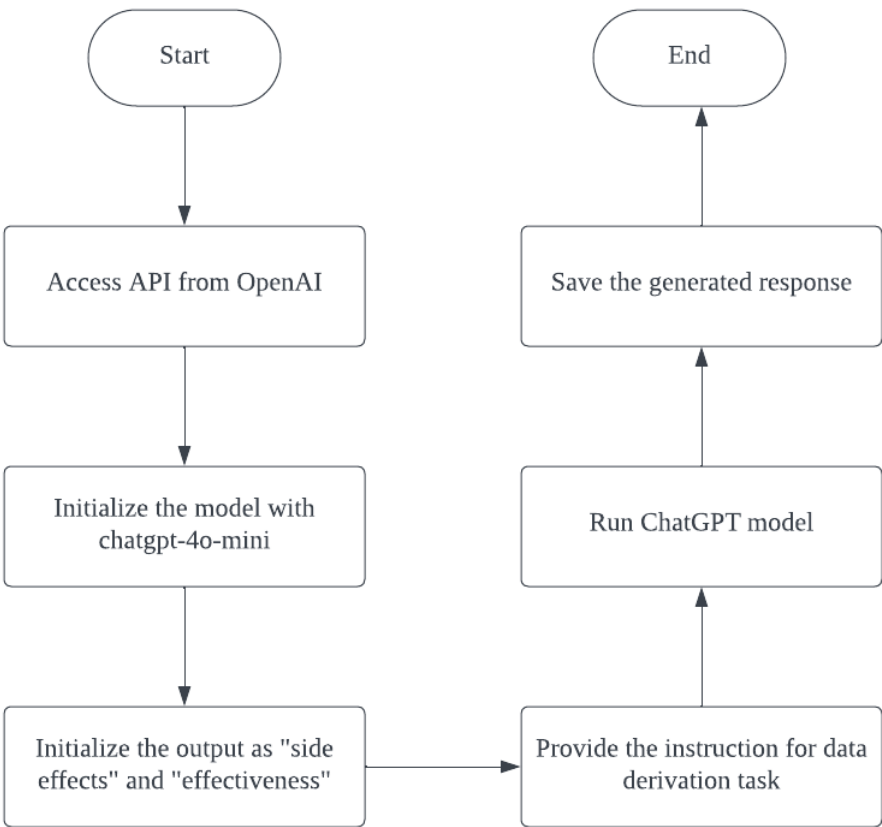 Start
Access API from OpenAI
Initialize the model with
chatgpt-4o-mini
Initialize the output as "side
effects" and "effectiveness"
Provide the instruction for data
derivation task
Run ChatGPT model
Save the generated response
End